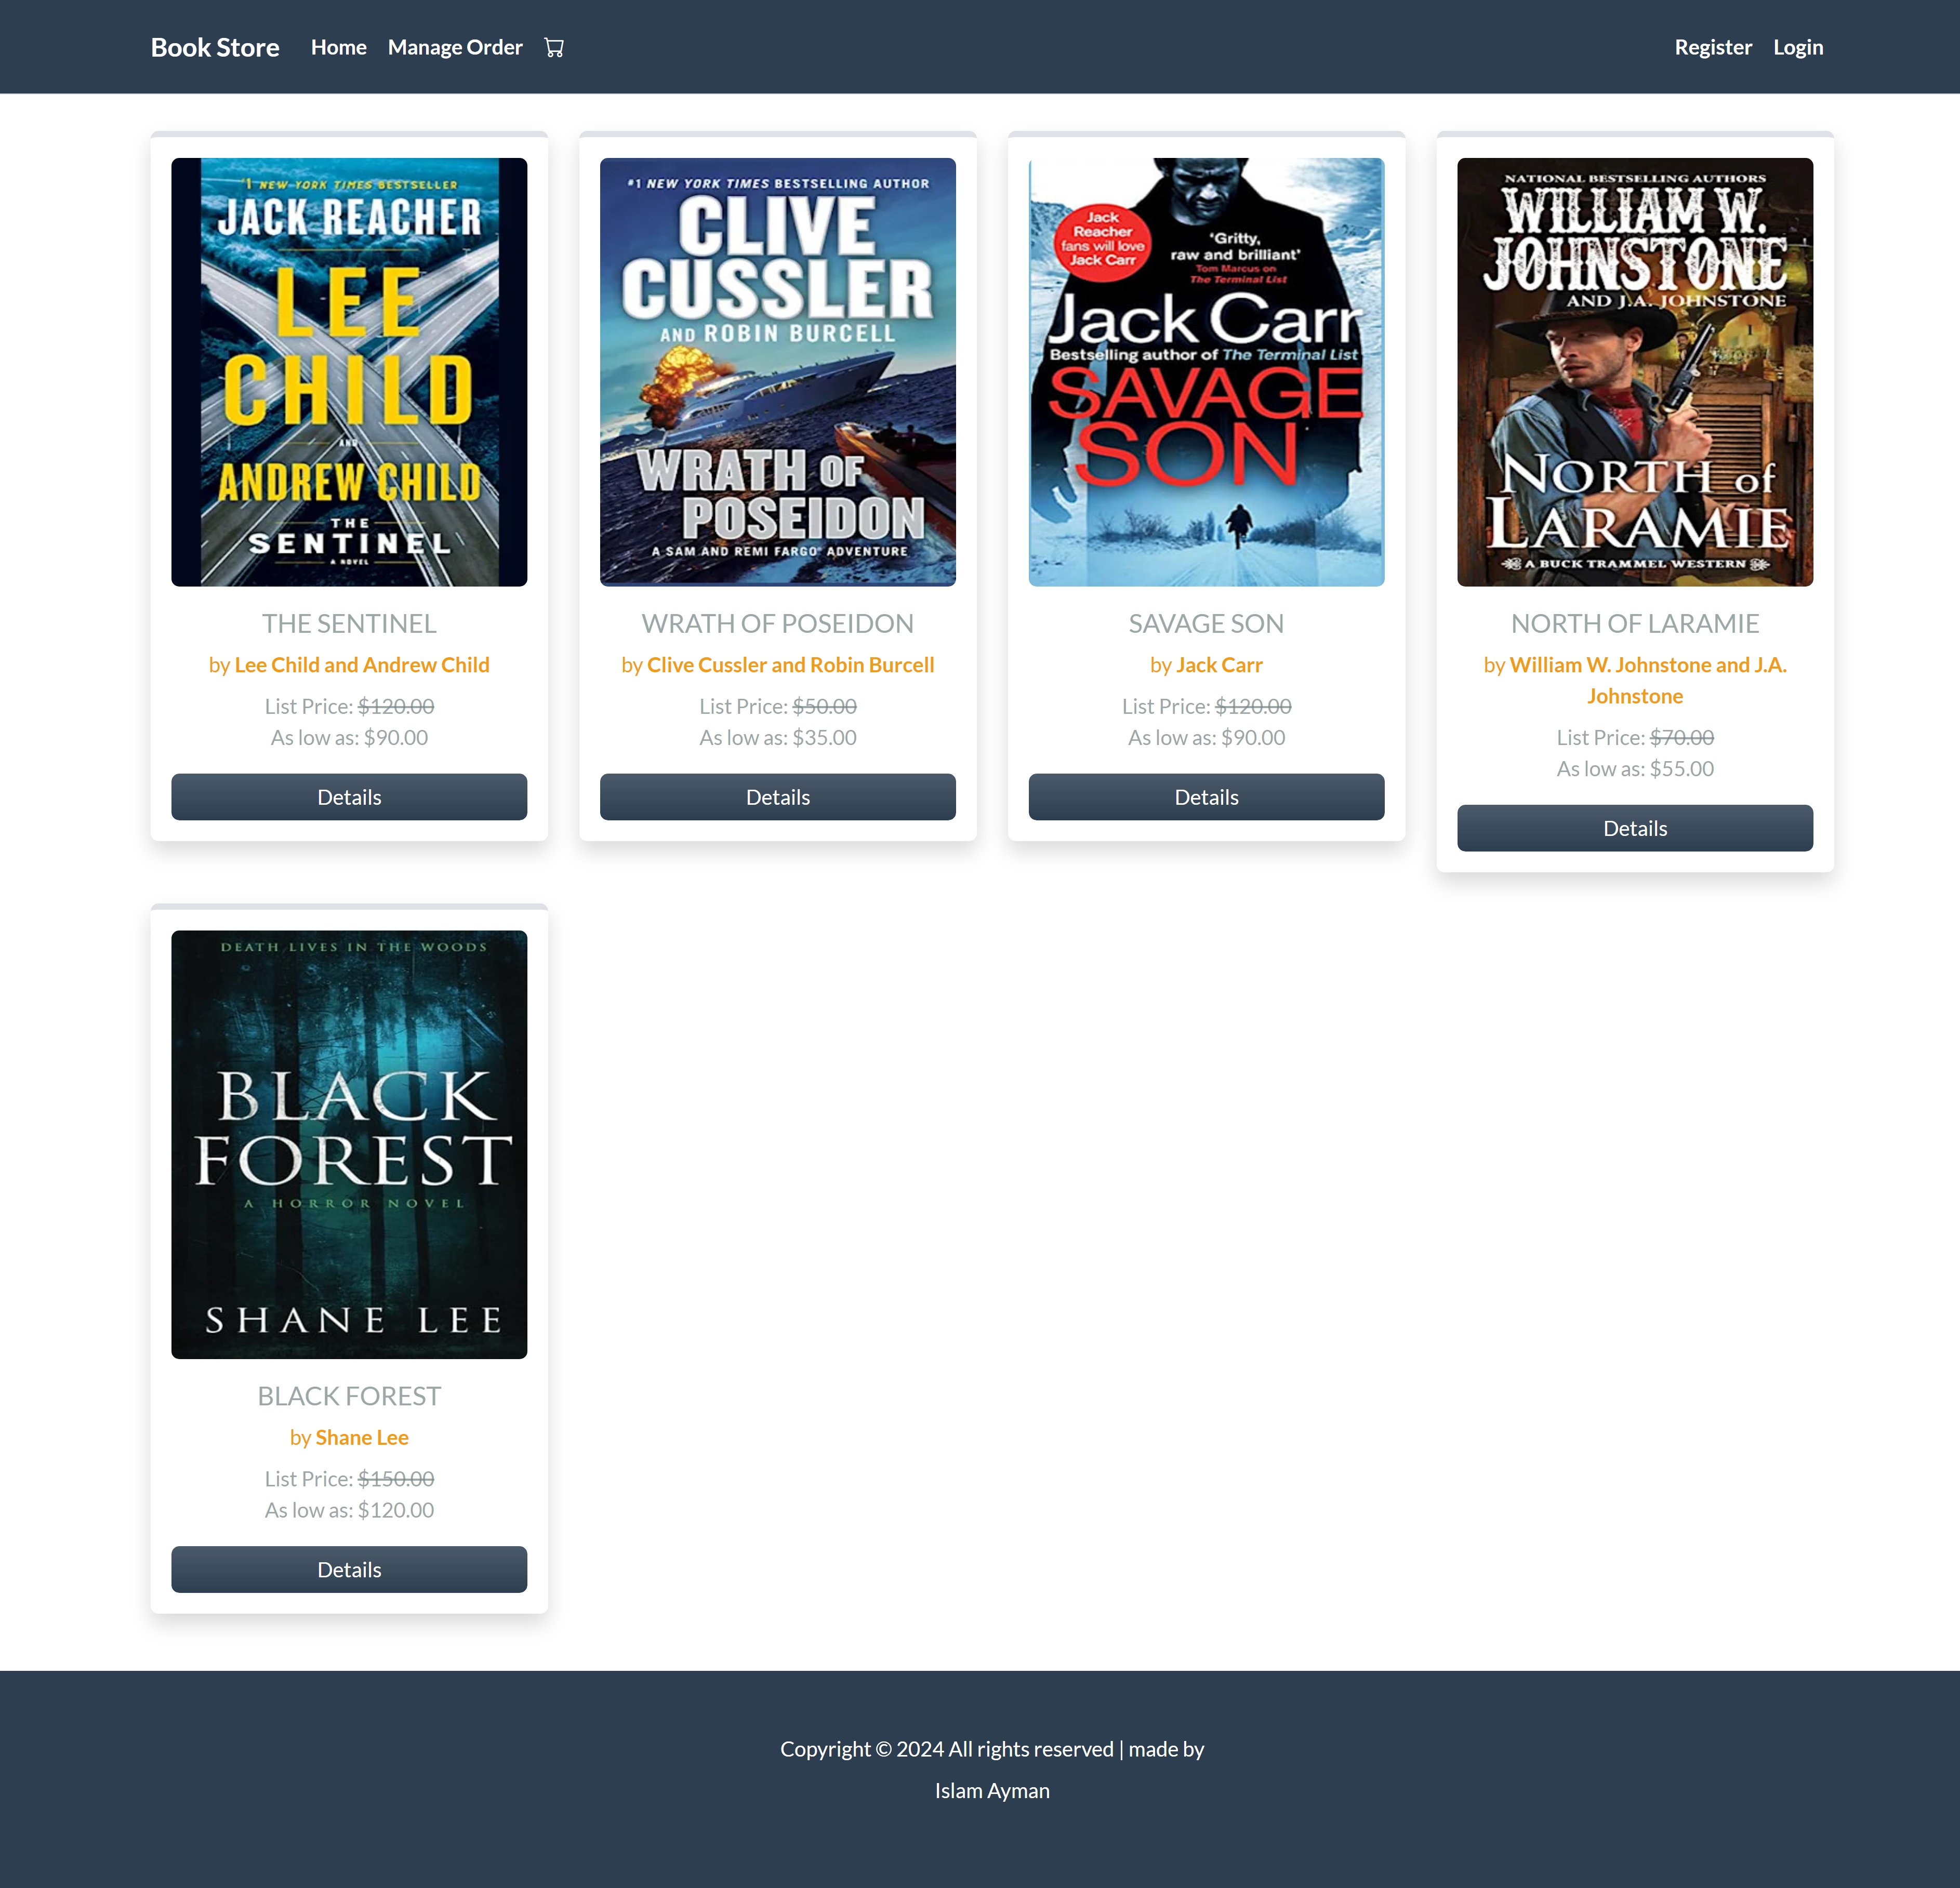 Book Store Home Manage Order
Register Login
#1 NEW YORK TIMES BESTSELLER
JACK REACHER
LEE
CHILD
AND
ANDREW CHILD
THE
SENTINEL
A NOVEL
THE SENTINEL
by Lee Child and Andrew Child
List Price: $120.00
As low as: $90.00
Details
#1 NEW YORK TIMES BESTSELLING AUTHOR
CLIVE
CUSSLER
AND ROBIN BURCELL
WRATH OF
POSEIDON
A SAM AND REMI FARGO ADVENTURE
WRATH OF POSEIDON
by Clive Cussler and Robin Burcell
List Price: $50.00
As low as: $35.00
Details
Jack
Reacher
fans will love
Jack Carr
‘Gritty,
raw and brilliant’
Tom Marcus on
The Terminal List
Jack Carr
Bestselling author of The Terminal List
SAVAGE
SON
SAVAGE SON
by Jack Carr
List Price: $120.00
As low as: $90.00
Details
NATIONAL BESTSELLING AUTHORS
WILLIAM W.
JOHNSTONE
AND J.A. JOHNSTONE
NORTH of
LARAMIE
A BUCK TRAMMEL WESTERN
NORTH OF LARAMIE
by William W. Johnstone and J.A.
Johnstone
List Price: $70.00
As low as: $55.00
Details
DEATH LIVES IN THE WOODS
BLACK
FOREST
A HORROR NOVEL
SHANE LEE
BLACK FOREST
by Shane Lee
List Price: $150.00
As low as: $120.00
Details
Copyright © 2024 All rights reserved | made by
Islam Ayman